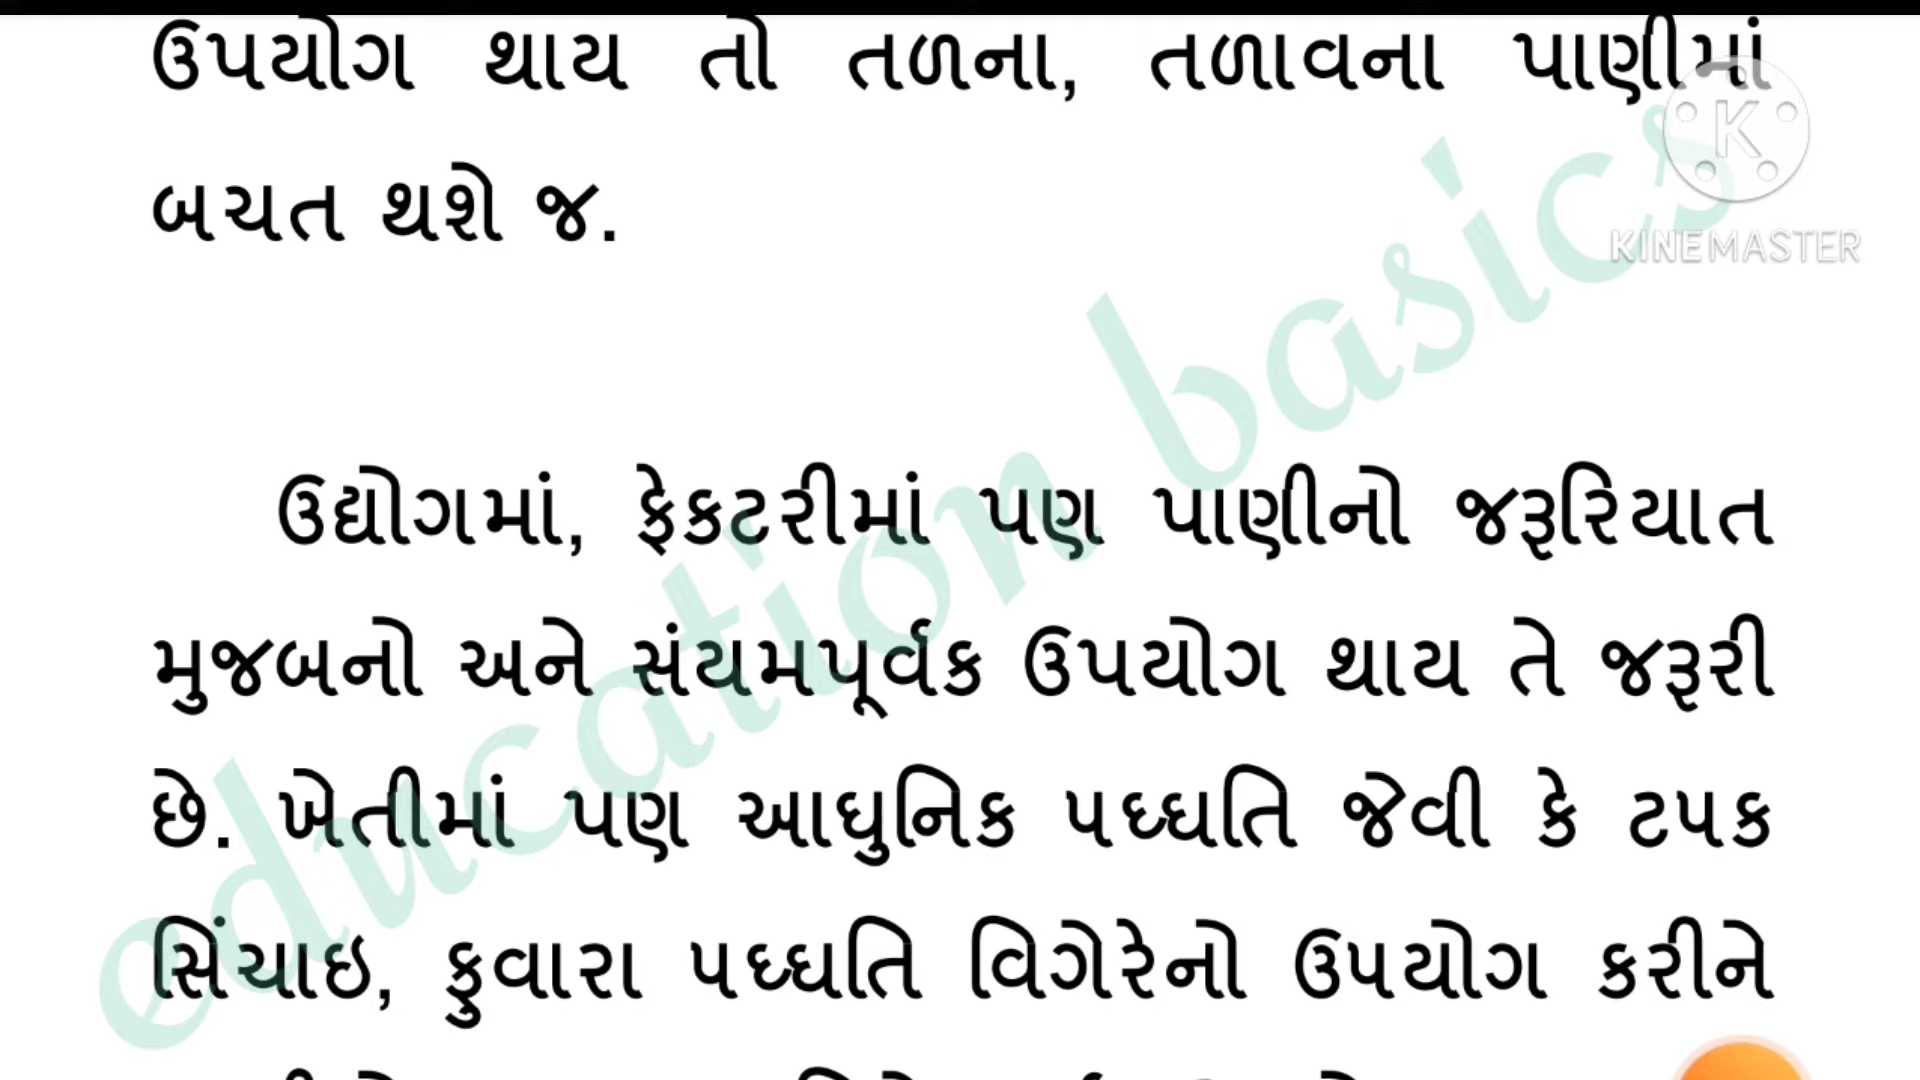 ઉપયોગ થાય તો તળના, તળાવના પાણીમાં
બચત થશે જ.
K
KINEMASTER
education basics
ઉદ્યોગમાં, ફેકટરીમાં પણ પાણીનો જરૂરિયાત
મુજબનો અને સંયમપૂર્વક ઉપયોગ થાય તે જરૂરી
છે. ખેતીમાં પણ આધુનિક પધ્ધતિ જેવી કે ટપક
સિંચાઇ, ફુવારા પધ્ધતિ વિગેરેનો ઉપયોગ કરીને